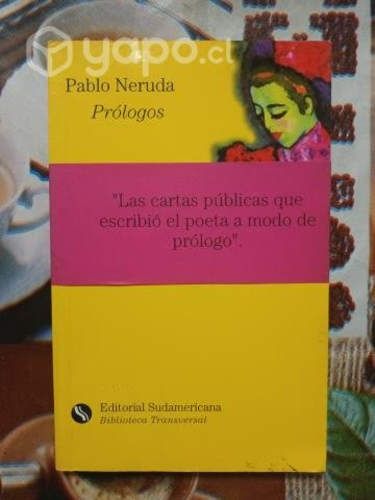 yapo.cl
Pablo Neruda
Prólogos
"Las cartas públicas que
escribió el poeta a modo de
prólogo".
Editorial Sudamericana
Biblioteca Transversal